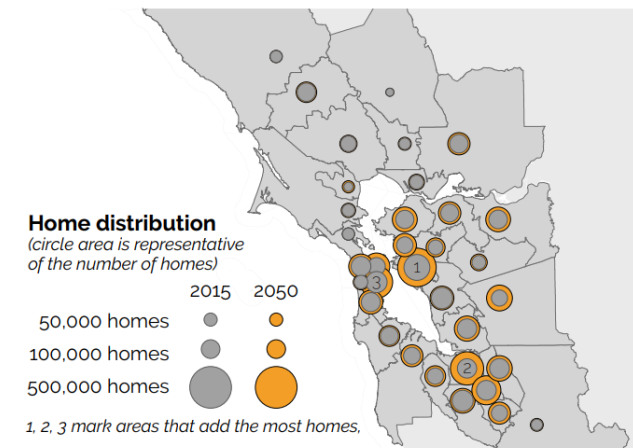 Home distribution
(circle area is representative
of the number of homes)
2015 2050
50,000 homes
100,000 homes
500,000 homes
1, 2, 3 mark areas that add the most homes,
1
3
2